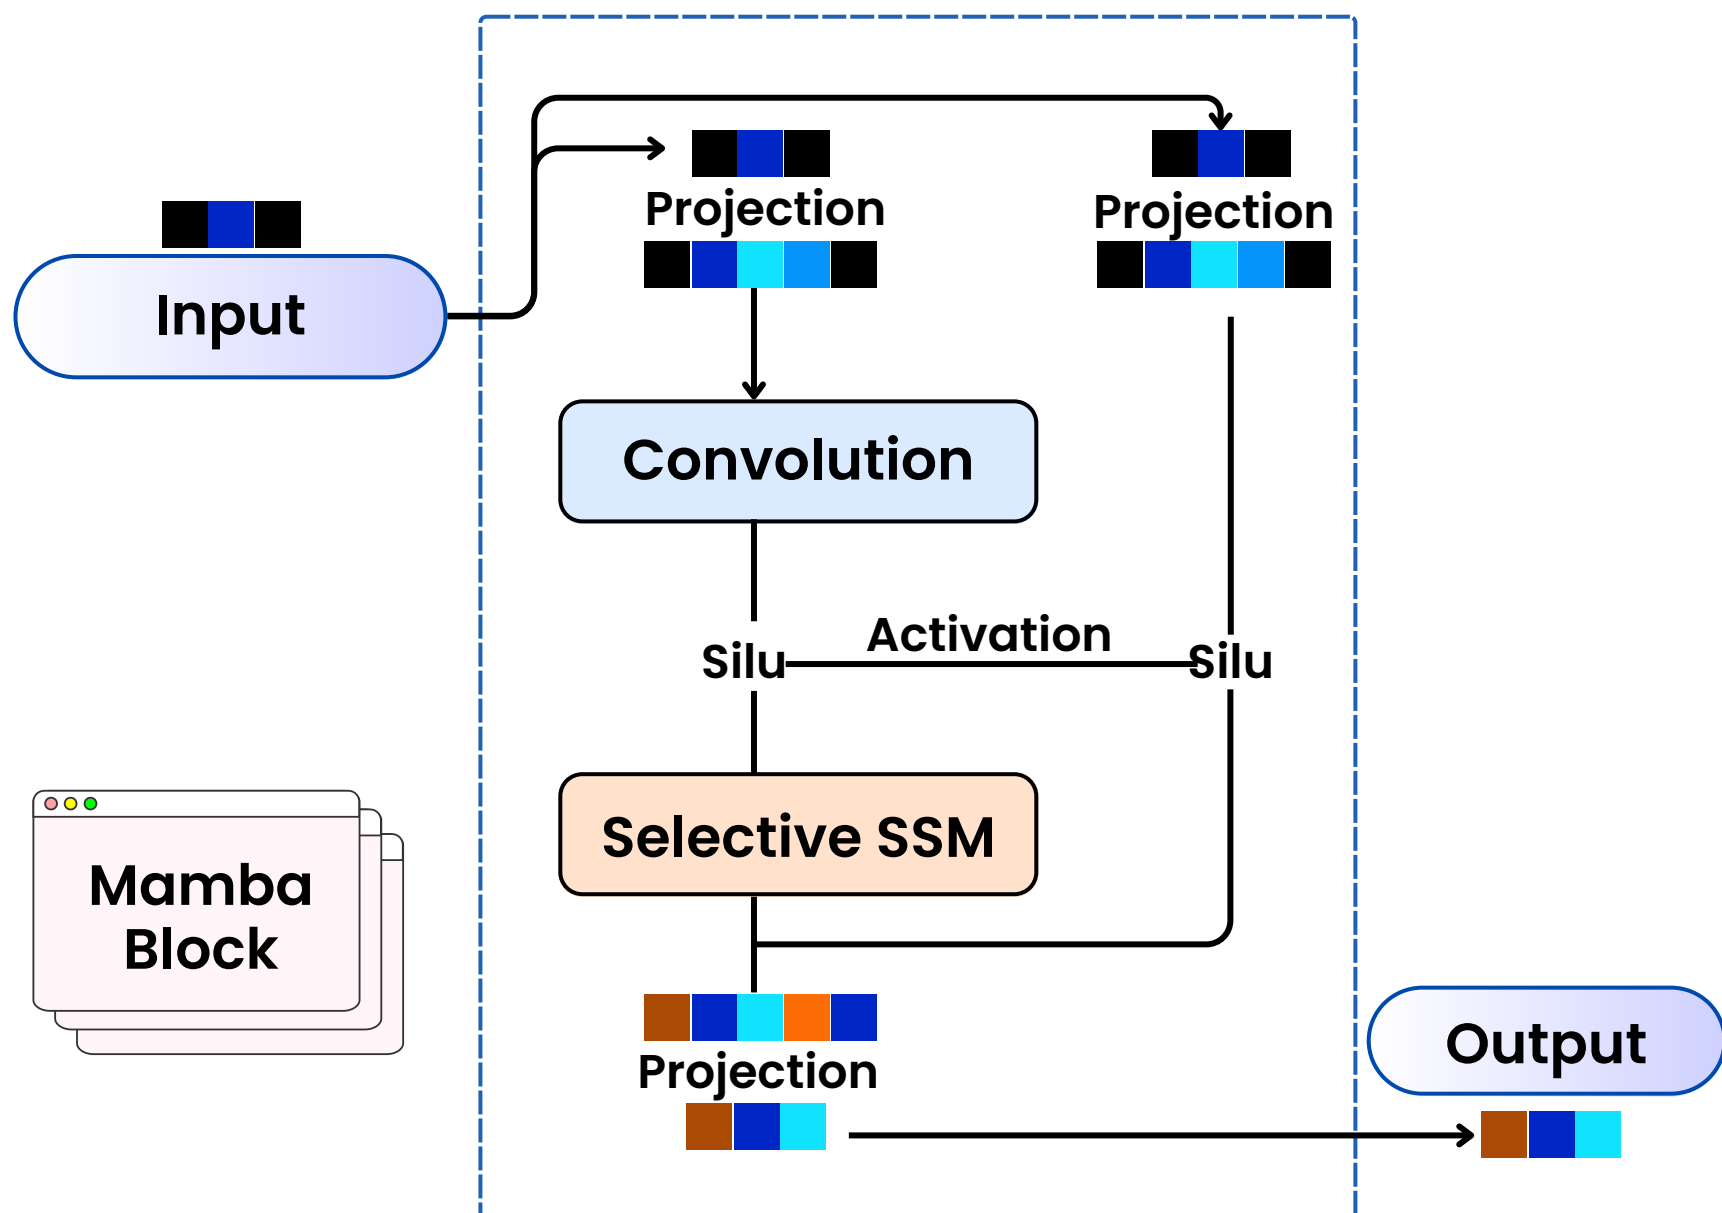 Projection
Projection
Input
Convolution
Activation
Silu
Silu
Selective SSM
Mamba
Block
Projection
Output